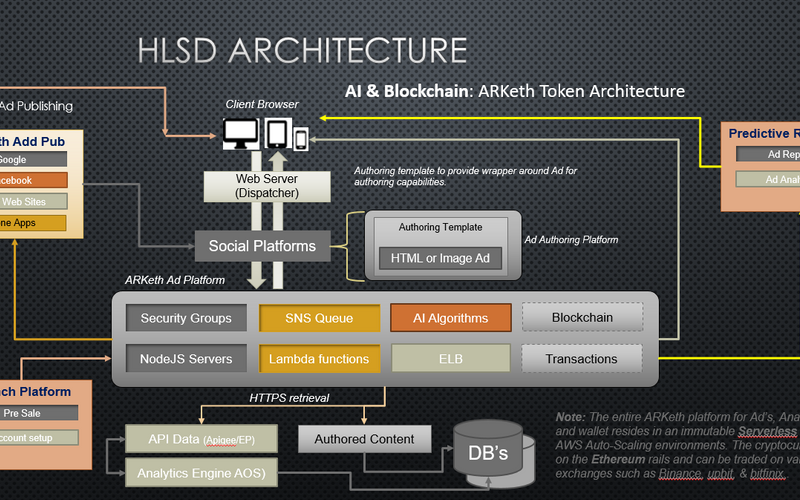 HLSD ARCHITECTURE
AI & Blockchain: ARKeth Token Architecture
Ad Publishing
Client Browser
th Add Pub
Google
acebook
Web Sites
ne Apps
Predictive R
Ad Rep
Ad Anal
Web Server
(Dispatcher)
Authoring template to provide wrapper around Ad for
authoring capabilities.
Social Platforms
Authoring Template
HTML or Image Ad
Ad Authoring Platform
ARKeth Ad Platform
Security Groups
SNS Queue
AI Algorithms
Blockchain
NodeJS Servers
Lambda functions
ELB
Transactions
nch Platform
Pre Sale
ccount setup
HTTPS retrieval
API Data (Apigee/EP)
Authored Content
Analytics Engine AOS)
DB's
Note: The entire ARKeth platform for Ad's, Ana
and wallet resides in an immutable Serverless
AWS Auto-Scaling environments. The cryptocu
on the Ethereum rails and can be traded on va
exchanges such as Binance, upbit, & bitfinix.